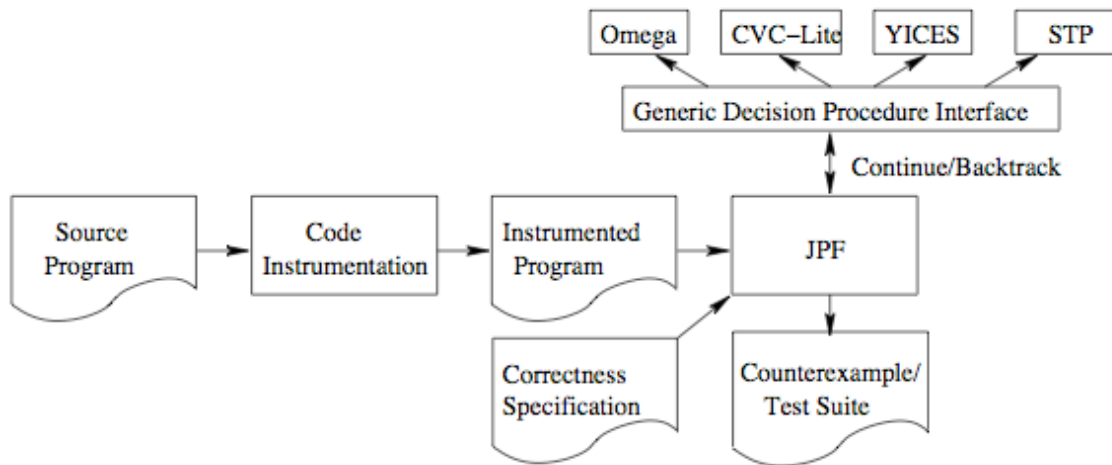 Omega
CVC-Lite
YICES
STP
Generic Decision Procedure Interface
Continue/Backtrack
Source
Program
Code
Instrumentation
Instrumented
Program
JPF
Correctness
Specification
Counterexample/
Test Suite